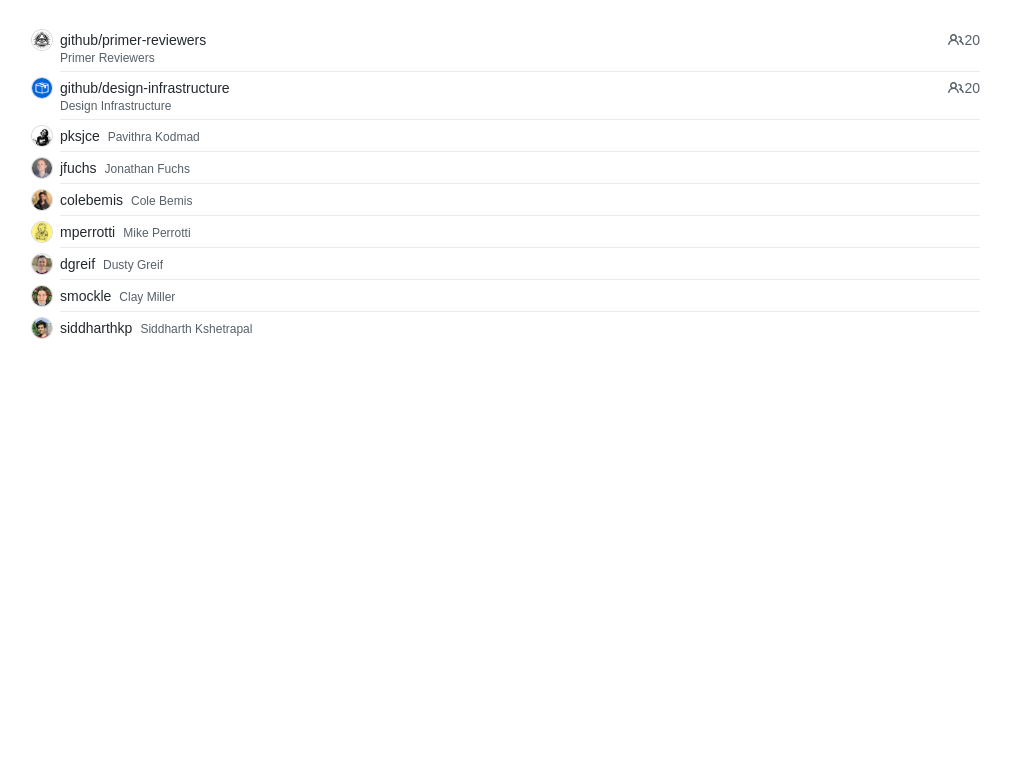 github/primer-reviewers 20
Primer Reviewers
github/design-infrastructure 20
Design Infrastructure
pksjce Pavithra Kodmad
jfuchs Jonathan Fuchs
colebemis Cole Bemis
mperrotti Mike Perrotti
dgreif Dusty Greif
smockle Clay Miller
siddharthkp Siddharth Kshetrapal